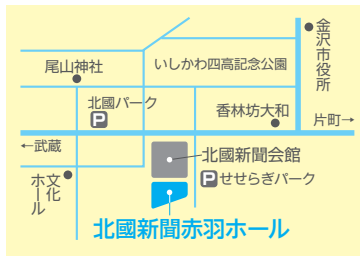 金沢市役所
尾山神社
いしかわ四高記念公園
北國パーク
P
香林坊大和
片町→
←武蔵
北國新聞会館
文化ホール
P せせらぎパーク
北國新聞赤羽ホール